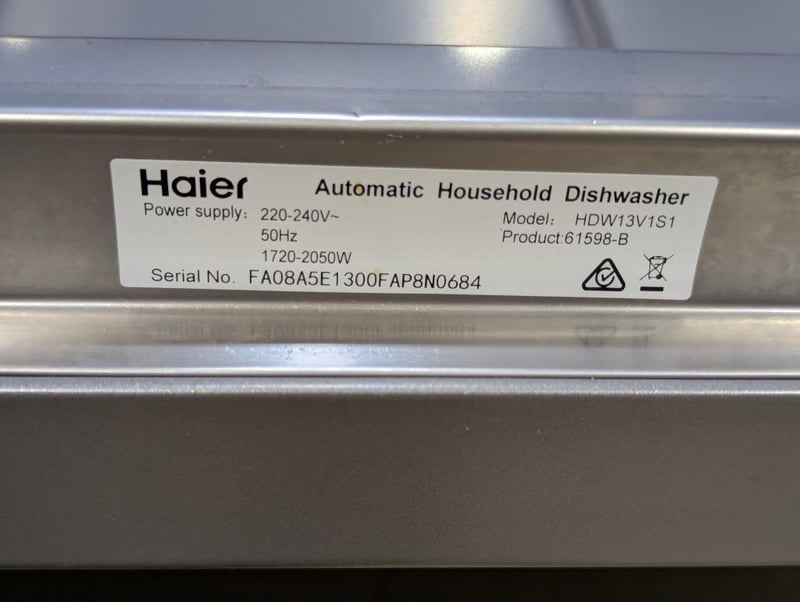 Haier Automatic Household Dishwasher
Power supply: 220-240V~ Model: HDW13V1S1
50Hz Product:61598-B
1720-2050W
Serial No. FA08A5E1300FAP8N0684